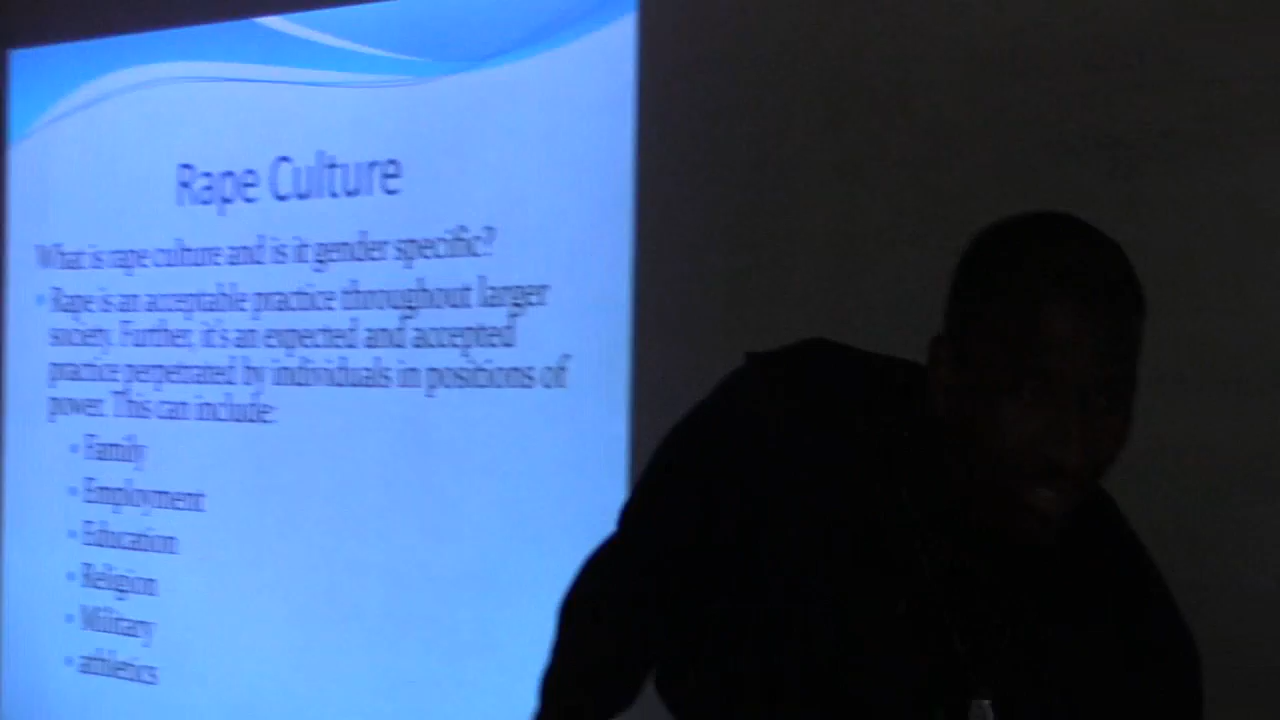 Rape Culture
What is rape culture and is it gender specific?
Rape is an acceptable practice throughout larger
society. Further, it's an expected and accepted
practice perpetrated by individuals in positions of
power. This can include:
Family
Employment
Education
Religion
Military
athletics